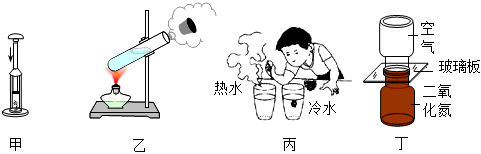 热水
冷水
空气
玻璃板
二氧化氮
甲 乙 丙 丁